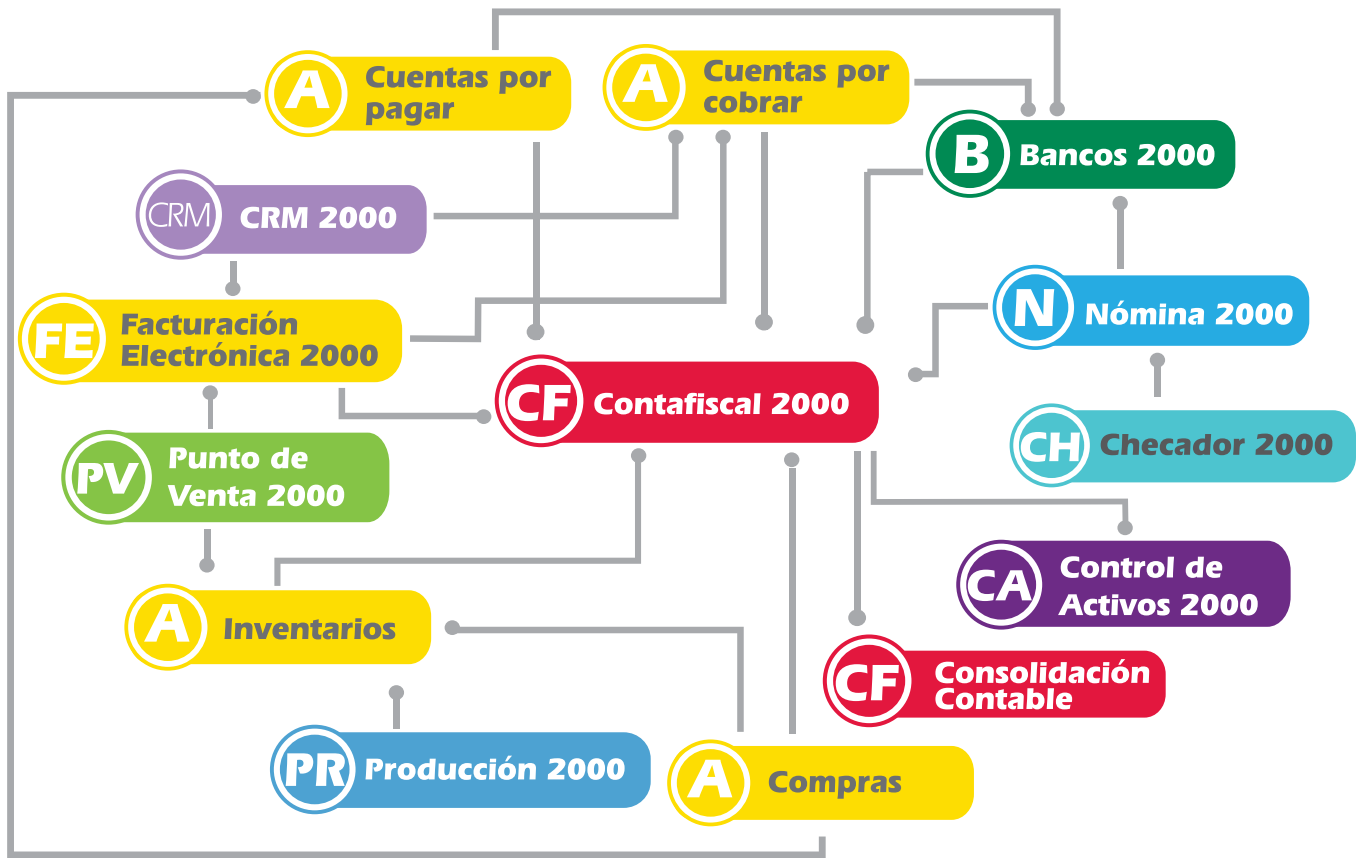 A
Cuentas por
pagar
A
Cuentas por
cobrar
B
Bancos 2000
CRM
CRM 2000
FE
Facturación
Electrónica 2000
N
Nómina 2000
CF
Contafiscal 2000
CH
Checador 2000
PV
Punto de
Venta 2000
CA
Control de
Activos 2000
A
Inventarios
CF
Consolidación
Contable
PR
Producción 2000
A
Compras